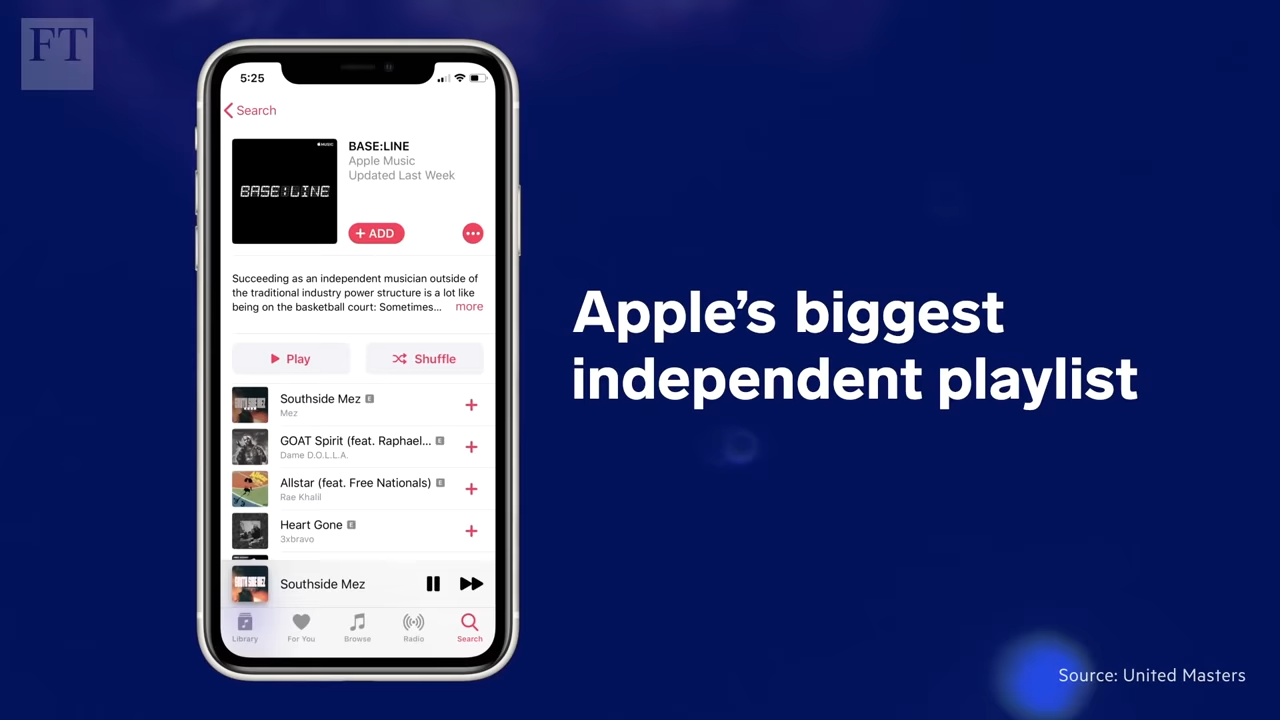 FT
5:25
Search
MUSIC
BASE:LINE
BASE:LINE
Apple Music
Updated Last Week
+ ADD
Succeeding as an independent musician outside of
the traditional industry power structure is a lot like
being on the basketball court: Sometimes...
more
Play
Shuffle
Southside Mez E
Mez
GOAT Spirit (feat. Raphael... E
Dame D.O.L.L.A.
Allstar (feat. Free Nationals) E
Rae Khalil
Heart Gone E
3xbravo
Southside Mez
Library
For You
Browse
Radio
Search
Apple's biggest
independent playlist
Source: United Masters